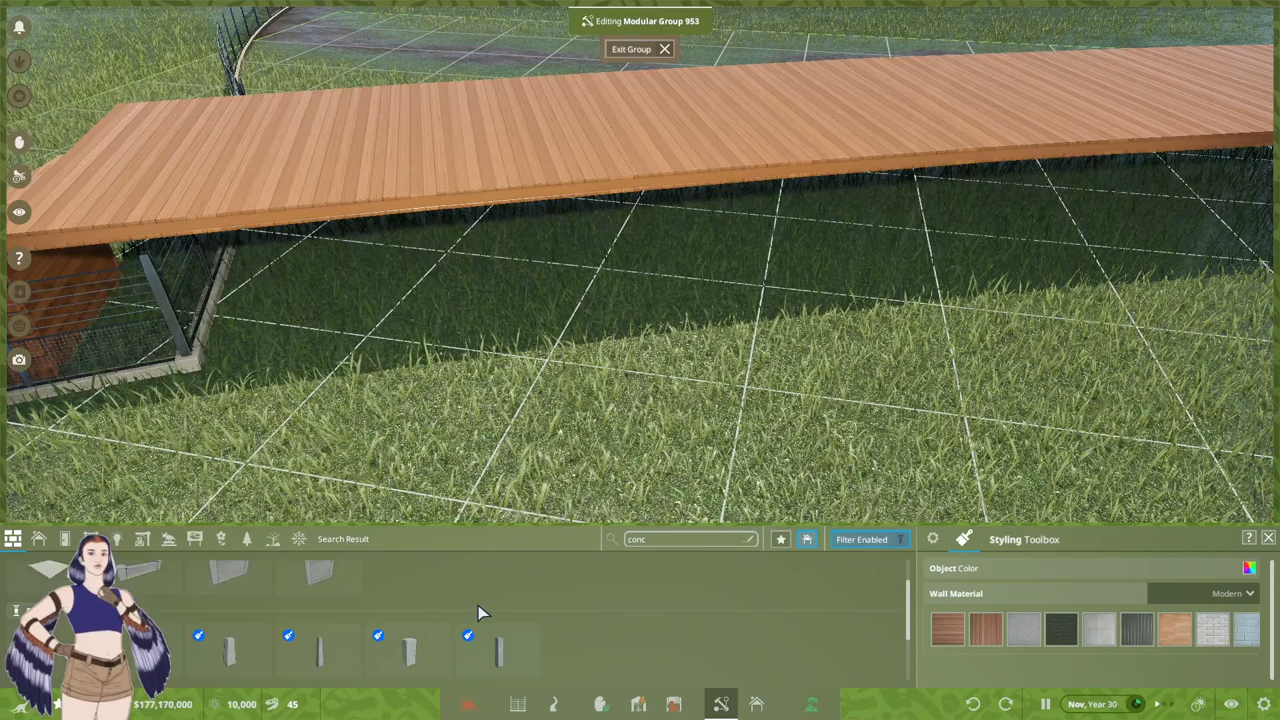 Editing Modular Group 953
Exit Group
?
Search Result
conc
Filter Enabled
Styling Toolbox
?
Object Color
Wall Material
Modern
$177,170,000
10,000
45
Nov, Year 30